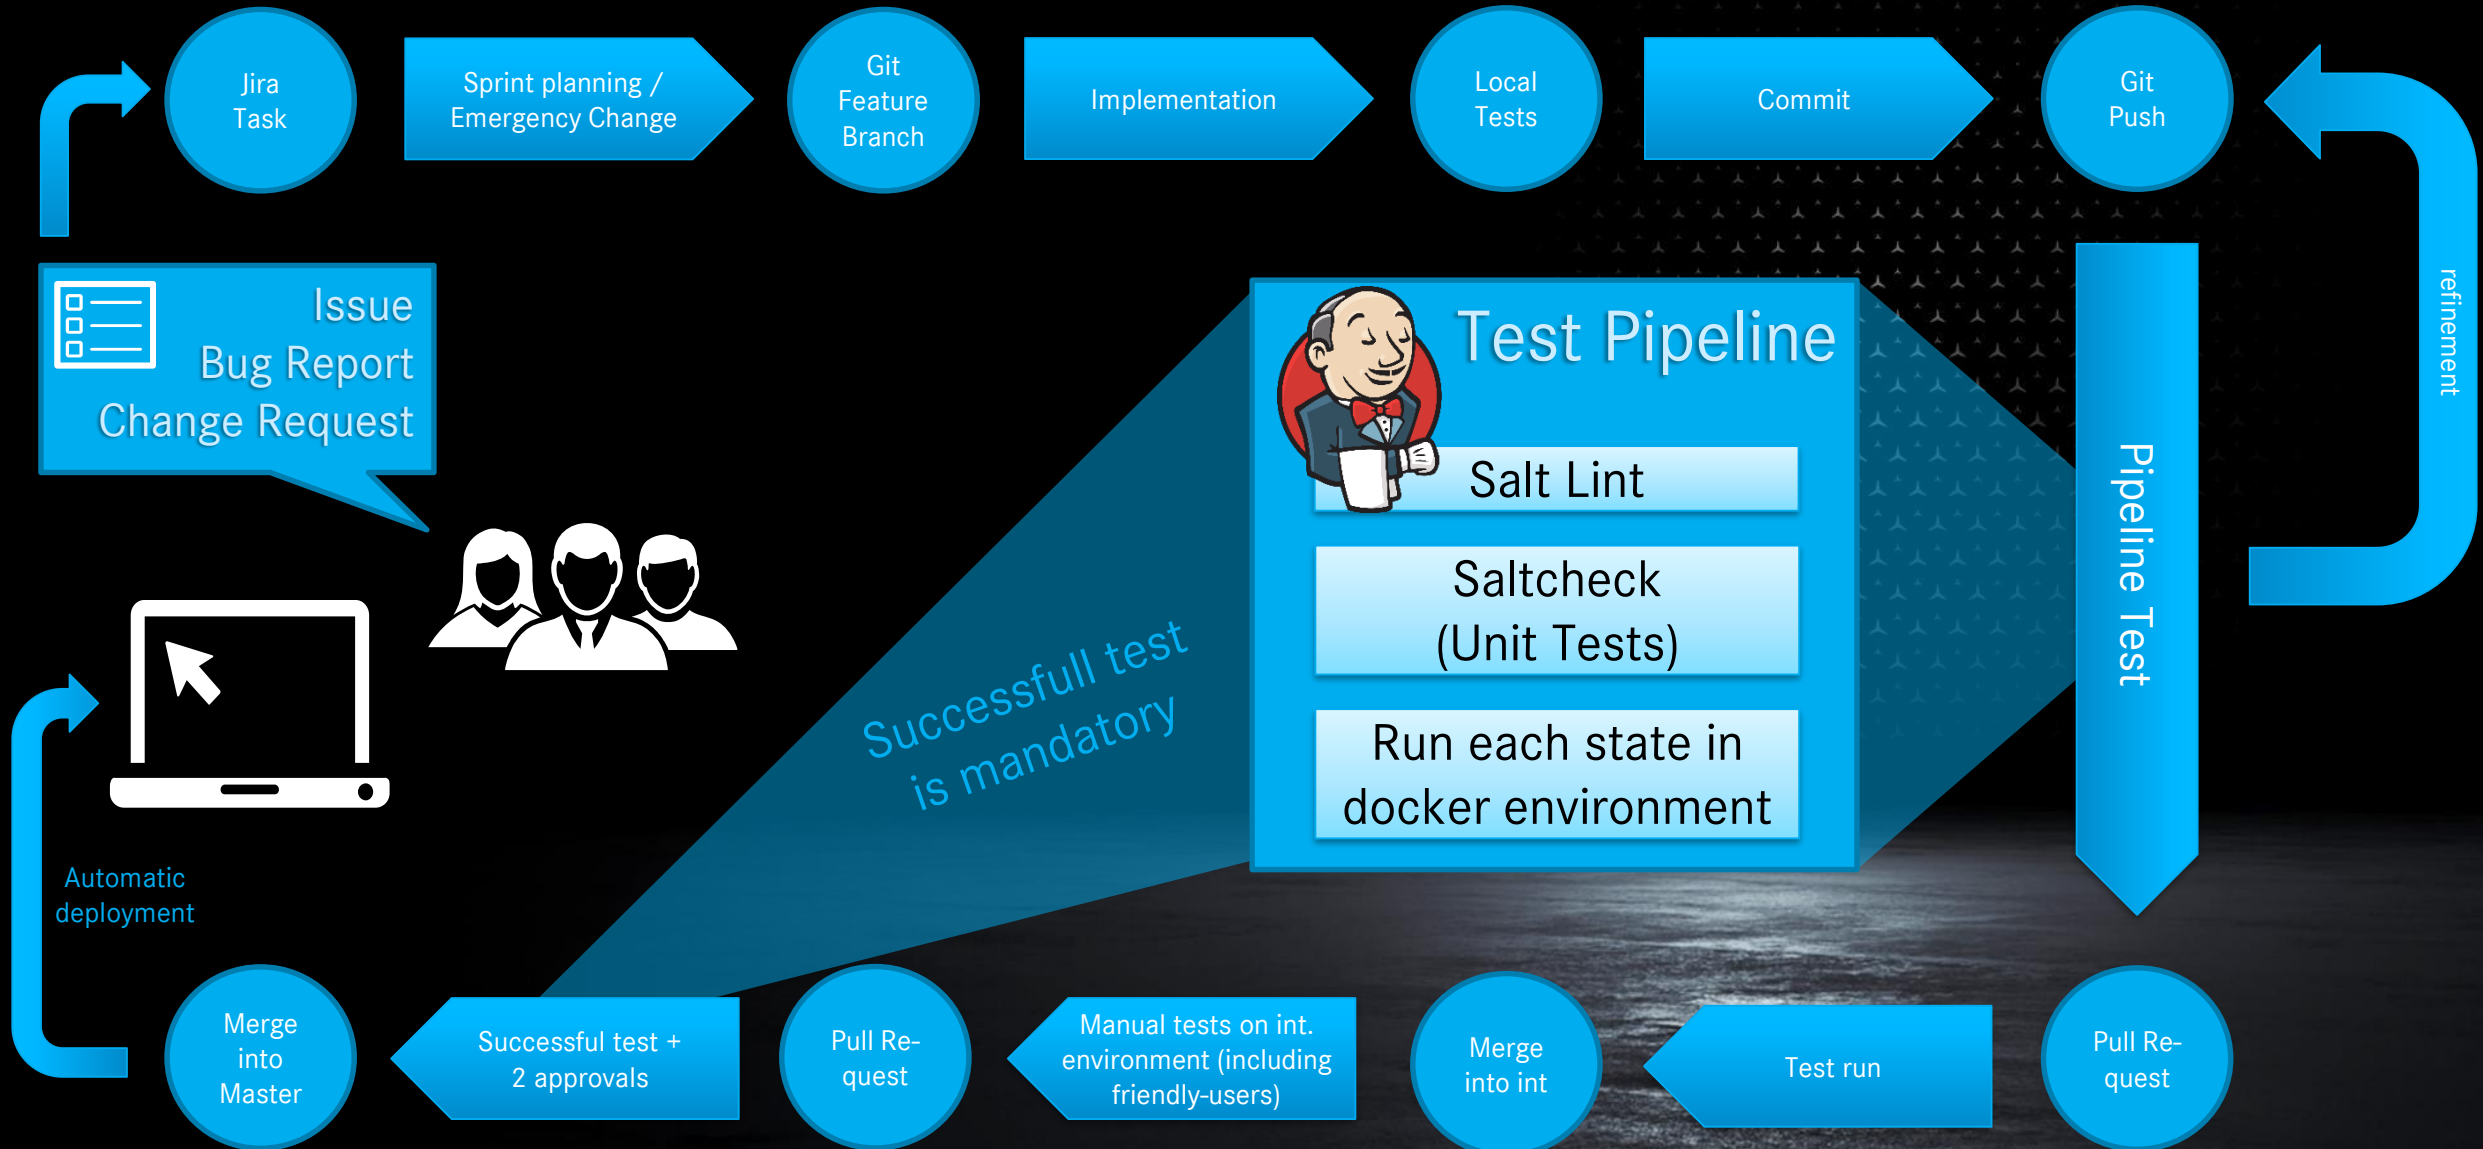 Jira
Task
Sprint planning /
Emergency Change
Git
Feature
Branch
Implementation
Local
Tests
Commit
Git
Push
refinement
Issue
Bug Report
Change Request
Test Pipeline
Salt Lint
Saltcheck
(Unit Tests)
Run each state in
docker environment
Pipeline Test
Successfull test
is mandatory
Automatic
deployment
Merge
into
Master
Successful test +
2 approvals
Pull Re-
quest
Manual tests on int.
environment (including
friendly-users)
Merge
into int
Test run
Pull Re-
quest